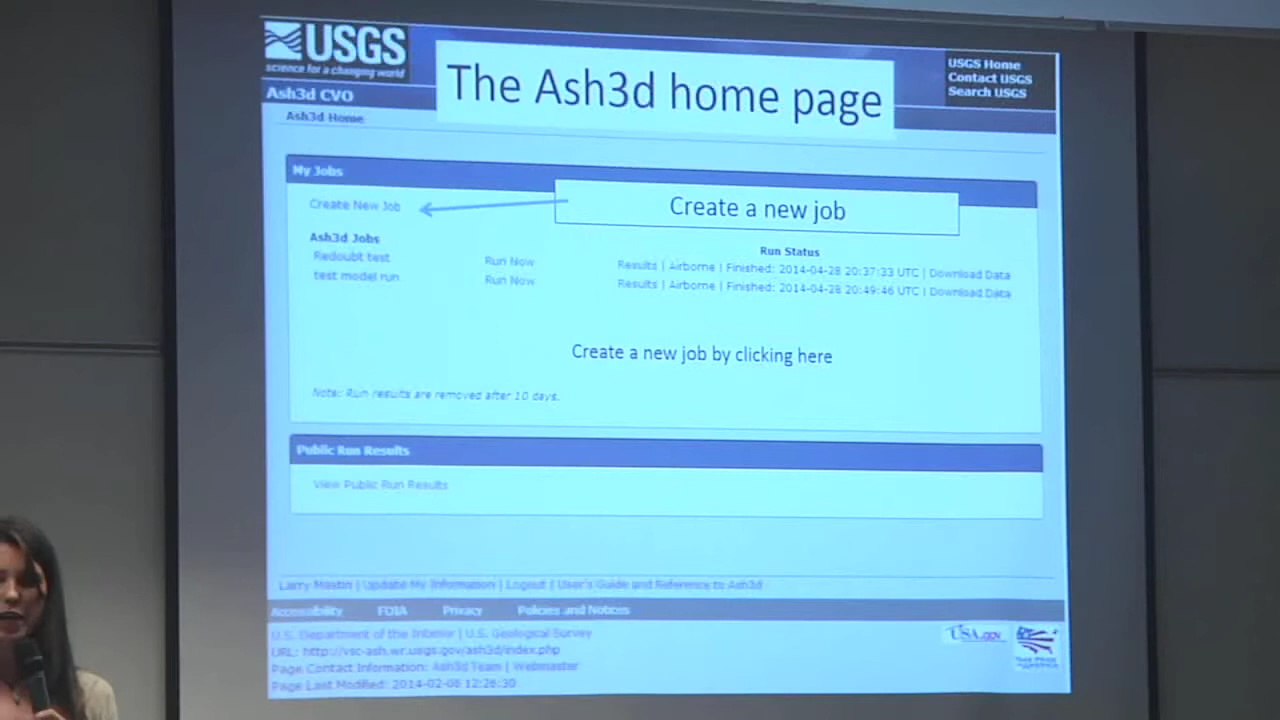 USGS
science for a changing world
The Ash3d home page
USGS Home
Contact USGS
Search USGS
Ash3d CVO
Ash3d Home
My Jobs
Create New Job
Create a new job
Ash3d Jobs
Run Status
Redoubt test Run Now Results | Airborne | Finished: 2014-04-28 20:37:33 UTC | Download Data
test model run Run Now Results | Airborne | Finished: 2014-04-28 20:49:46 UTC | Download Data
Create a new job by clicking here
Note: Run results are removed after 10 days.
Public Run Results
View Public Run Results
Larry Mastin | Update My Information | Logout | User's Guide and Reference to Ash3d
Accessibility FOIA Privacy Policies and Notices
U.S. Department of the Interior | U.S. Geological Survey
URL: http://vsc-ash.wr.usgs.gov/ash3d/index.php
Page Contact Information: Ash3d Team | Webmaster
Page Last Modified: 2014-02-06 12:26:30
USA.gov